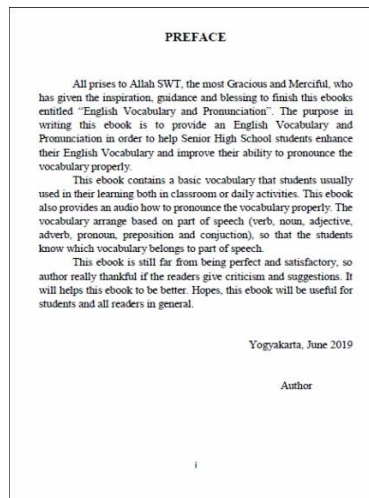 PREFACE
All prises to Allah SWT, the most Gracious and Merciful, who
has given the inspiration, guidance and blessing to finish this ebooks
entitled “English Vocabulary and Pronunciation”. The purpose in
writing this ebook is to provide an English Vocabulary and
Pronunciation in order to help Senior High School students enhance
their English Vocabulary and improve their ability to pronounce the
vocabulary properly.
This ebook contains a basic vocabulary that students usually
used in their learning both in classroom or daily activities. This ebook
also provides an audio how to pronounce the vocabulary properly. The
vocabulary arrange based on part of speech (verb, noun, adjective,
adverb, pronoun, preposition and conjuction), so that the students
know which vocabulary belongs to part of speech.
This ebook is still far from being perfect and satisfactory, so
author really thankful if the readers give criticism and suggestions. It
will helps this ebook to be better. Hopes, this ebook will be useful for
students and all readers in general.
Yogyakarta, June 2019
Author
i